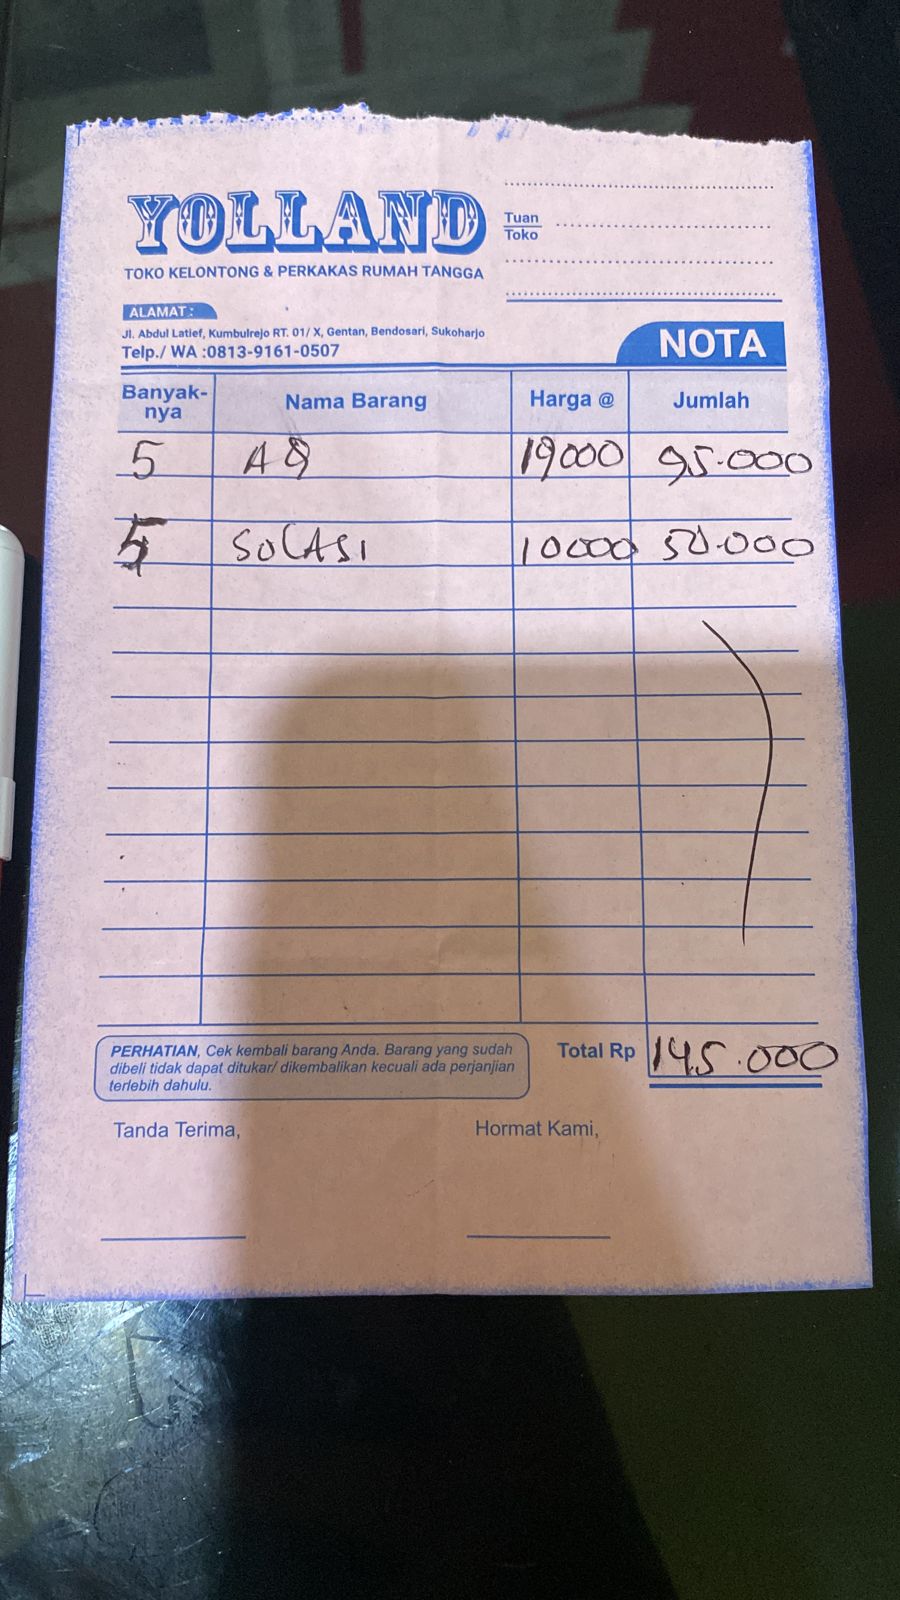 YOLLAND
TOKO KELONTONG & PERKAKAS RUMAH TANGGA
Tuan
Toko
ALAMAT :
Jl. Abdul Latief, Kumbulrejo RT. 01/ X, Gentan, Bendosari, Sukoharjo
Telp./ WA :0813-9161-0507
NOTA
Banyak-nya Nama Barang Harga @ Jumlah
5 AQ 19000 95.000
5 SOLASI 10000 50.000
PERHATIAN, Cek kembali barang Anda. Barang yang sudah
dibeli tidak dapat ditukar/ dikembalikan kecuali ada perjanjian
terlebih dahulu.
Total Rp 145.000
Tanda Terima, Hormat Kami,